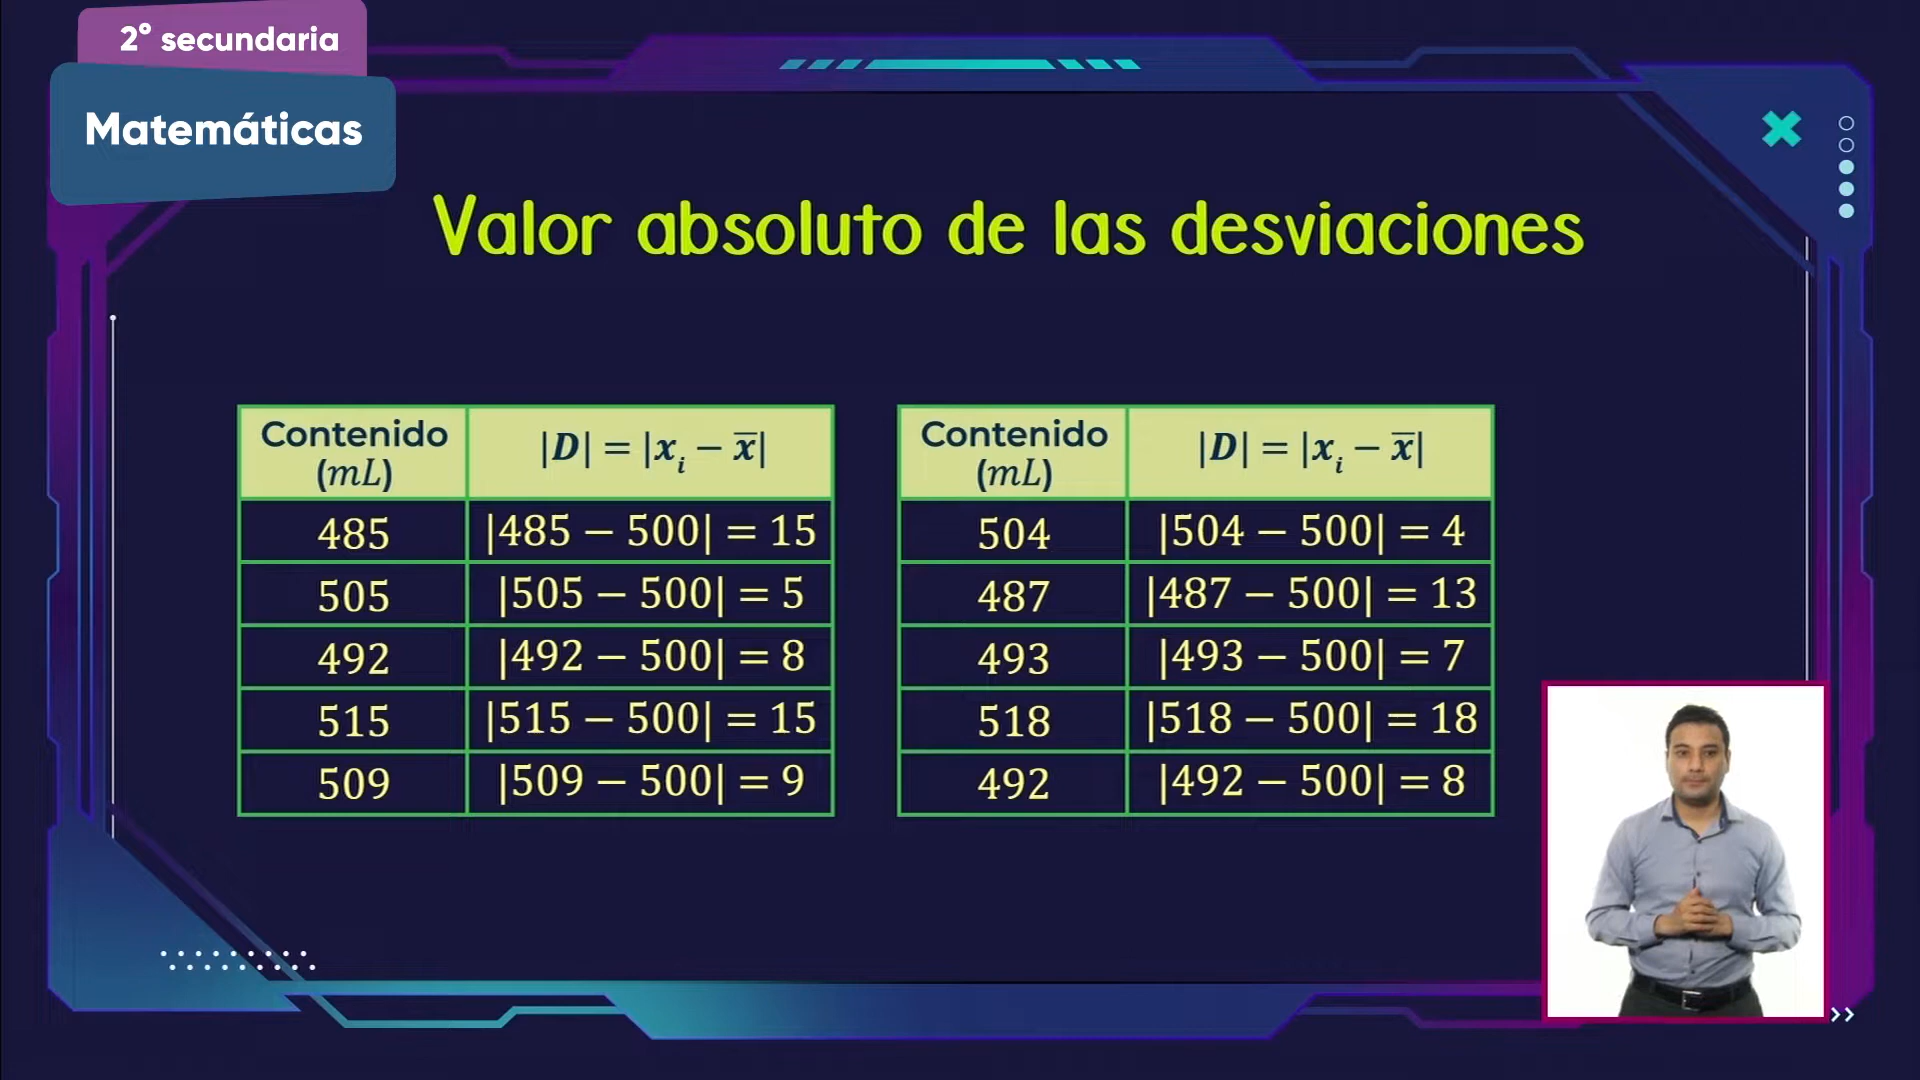 2° secundaria
Matemáticas
Valor absoluto de las desviaciones
Contenido (mL) |D| = |xᵢ − x̅|
485 |485 − 500| = 15
505 |505 − 500| = 5
492 |492 − 500| = 8
515 |515 − 500| = 15
509 |509 − 500| = 9
Contenido (mL) |D| = |xᵢ − x̅|
504 |504 − 500| = 4
487 |487 − 500| = 13
493 |493 − 500| = 7
518 |518 − 500| = 18
492 |492 − 500| = 8